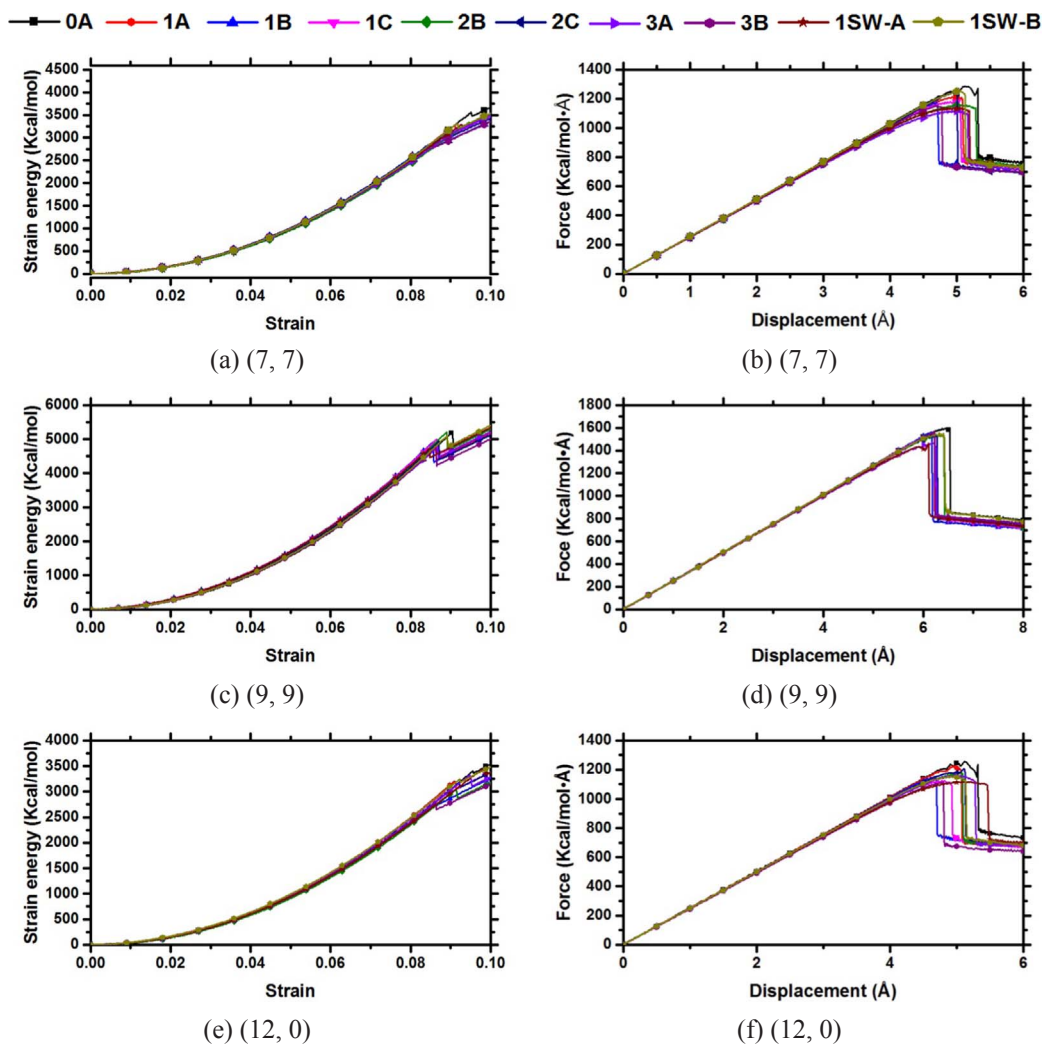 0A 1A 1B 1C 2B 2C 3A 3B 1SW-A 1SW-B
4500
4000
3500
3000
2500
2000
1500
1000
500
0
Strain energy (Kcal/mol)
0.00 0.02 0.04 0.06 0.08 0.10
Strain
(a) (7, 7)
1400
1200
1000
800
600
400
200
0
Force (Kcal/mol•Å)
0 1 2 3 4 5 6
Displacement (Å)
(b) (7, 7)
6000
5000
4000
3000
2000
1000
0
Strain energy (Kcal/mol)
0.00 0.02 0.04 0.06 0.08 0.10
Strain
(c) (9, 9)
1800
1600
1400
1200
1000
800
600
400
200
0
Foce (Kcal/mol•Å)
0 2 4 6 8
Displacement (Å)
(d) (9, 9)
4000
3500
3000
2500
2000
1500
1000
500
0
Strain energy (Kcal/mol)
0.00 0.02 0.04 0.06 0.08 0.10
Strain
(e) (12, 0)
1400
1200
1000
800
600
400
200
0
Force (Kcal/mol•Å)
0 2 4 6
Displacement (Å)
(f) (12, 0)